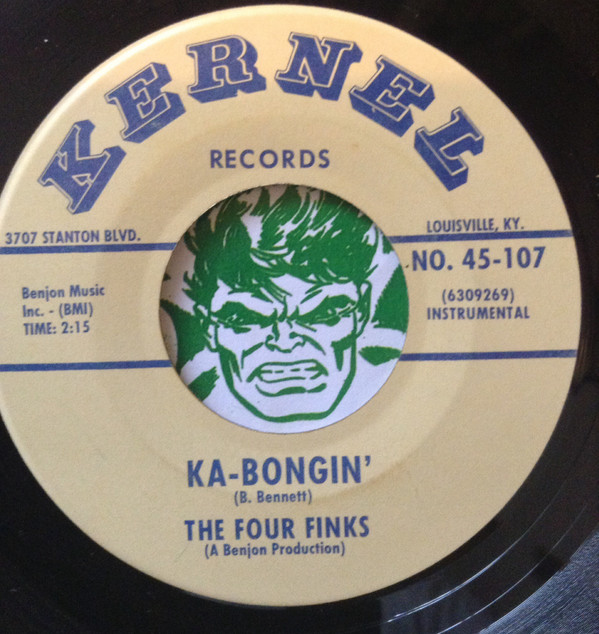 KERNEL
RECORDS
3707 STANTON BLVD.
LOUISVILLE, KY.
Benjon Music
Inc. - (BMI)
TIME: 2:15
NO. 45-107
(6309269)
INSTRUMENTAL
KA-BONGIN'
(B. Bennett)
THE FOUR FINKS
(A Benjon Production)